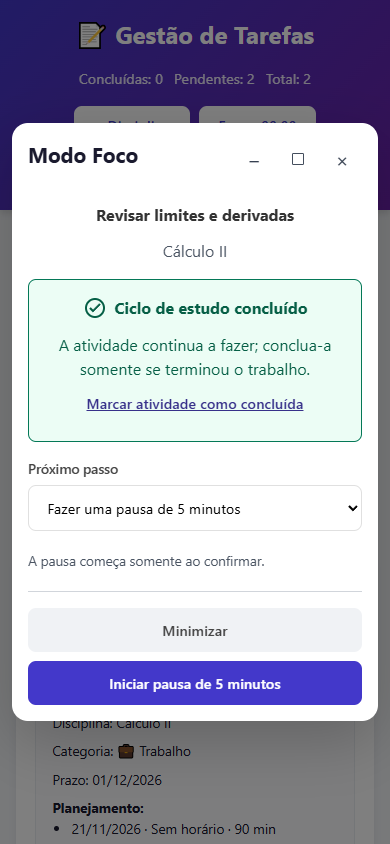 Gestão de Tarefas
Concluídas: 0 Pendentes: 2 Total: 2
Modo Foco
Revisar limites e derivadas
Cálculo II
Ciclo de estudo concluído
A atividade continua a fazer; conclua-a
somente se terminou o trabalho.
Marcar atividade como concluída
Próximo passo
Fazer uma pausa de 5 minutos
A pausa começa somente ao confirmar.
Minimizar
Iniciar pausa de 5 minutos
Disciplina: Cálculo II
Categoria: 💼 Trabalho
Prazo: 01/12/2026
Planejamento:
• 21/11/2026 · Sem horário · 90 min